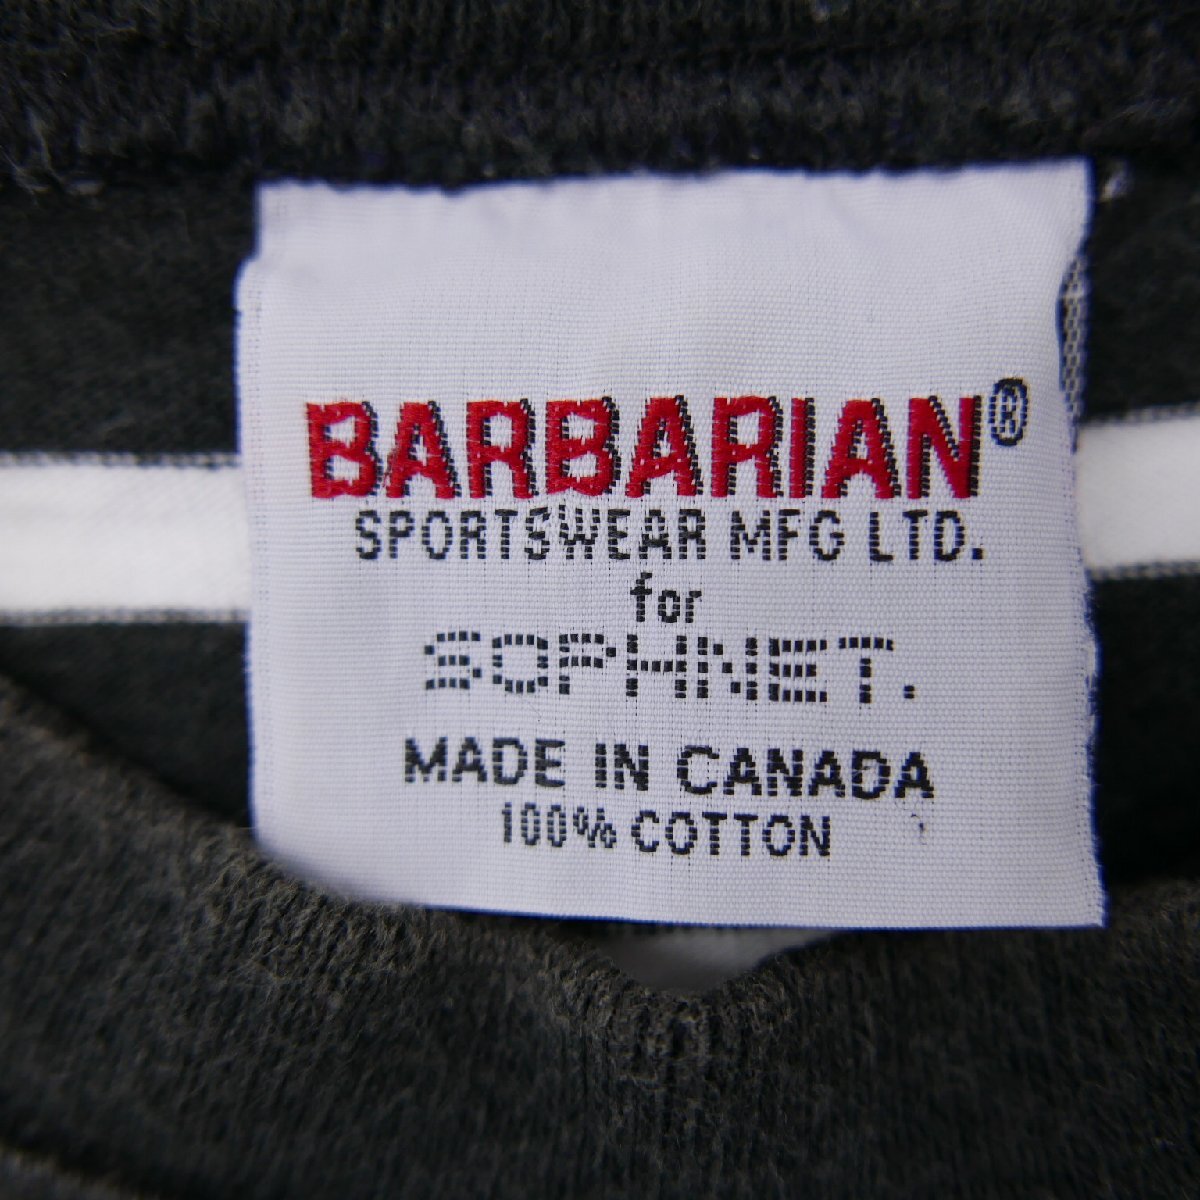 BARBARIAN®
SPORTSWEAR MFG LTD.
for
SOPHNET.
MADE IN CANADA
100% COTTON